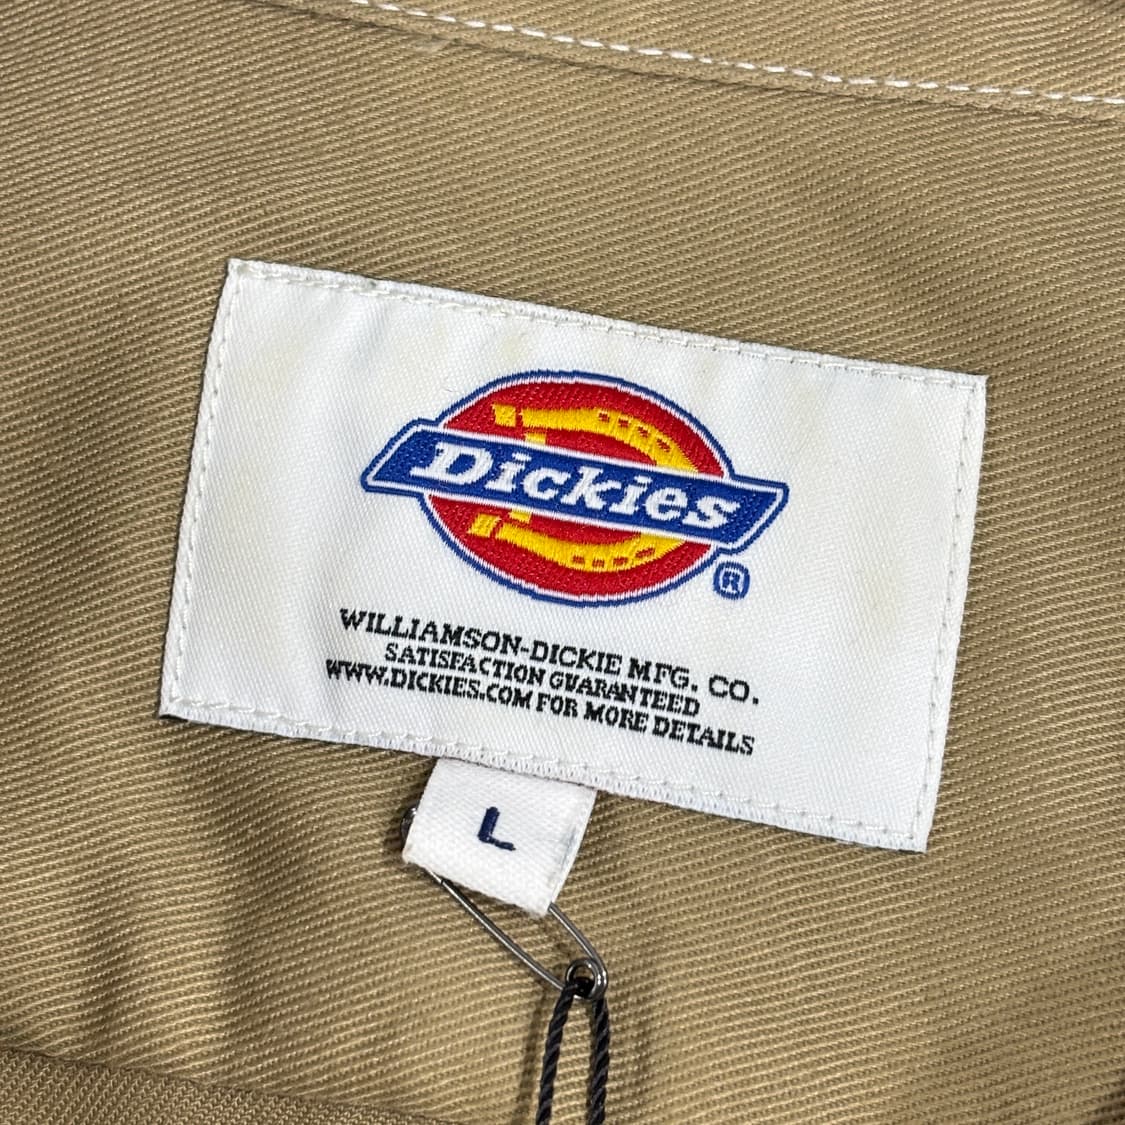 Dickies
®
WILLIAMSON-DICKIE MFG. CO.
SATISFACTION GUARANTEED
WWW.DICKIES.COM FOR MORE DETAILS
L